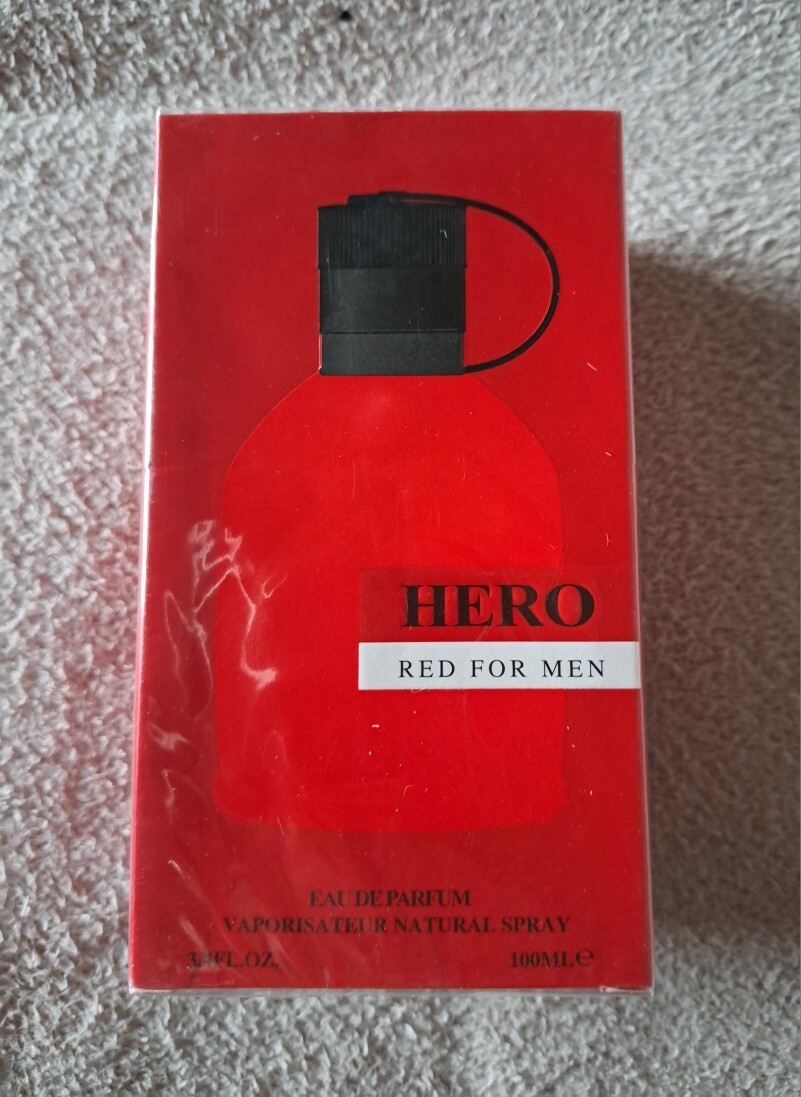 HERO
RED FOR MEN
EAU DE PARFUM
VAPORISATEUR NATURAL SPRAY
3.4FL.OZ.
100ML℮